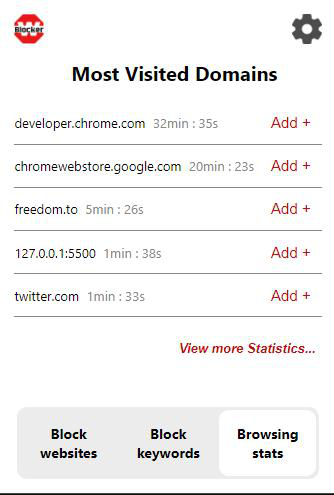 Blocker
Most Visited Domains
developer.chrome.com 32min : 35s Add +
chromewebstore.google.com 20min : 23s Add +
freedom.to 5min : 26s Add +
127.0.0.1:5500 1min : 38s Add +
twitter.com 1min : 33s Add +
View more Statistics...
Block websites
Block keywords
Browsing stats